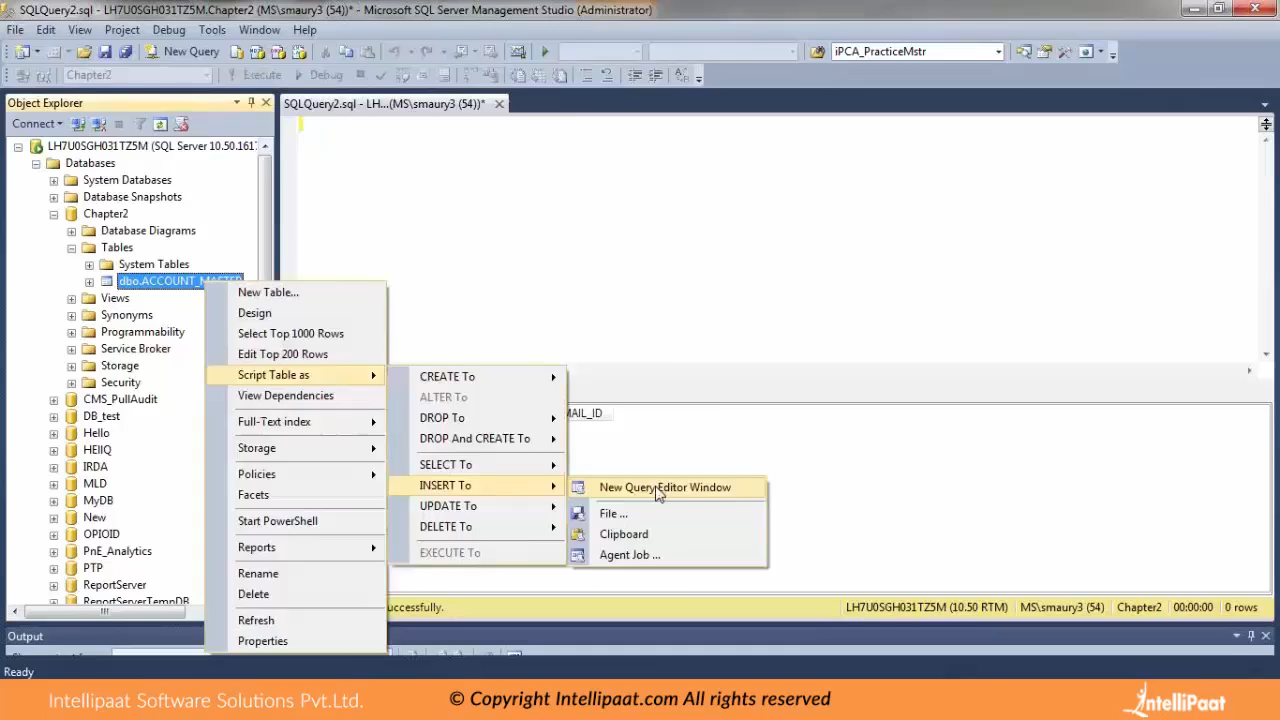 SQLQuery2.sql - LH7U0SGH031TZ5M.Chapter2 (MS\smaury3 (54))* - Microsoft SQL Server Management Studio (Administrator)
File Edit View Project Debug Tools Window Help
New Query
iPCA_PracticeMstr
Chapter2
Execute
Debug
Object Explorer
SQLQuery2.sql - LH...(MS\smaury3 (54))*
Connect
LH7U0SGH031TZ5M (SQL Server 10.50.161
Databases
System Databases
Database Snapshots
Chapter2
Database Diagrams
Tables
System Tables
dbo.ACCOUNT_MASTER
Views
Synonyms
Programmability
Service Broker
Storage
Security
CMS_PullAudit
DB_test
Hello
HEllQ
IRDA
MLD
MyDB
New
OPIOID
PnE_Analytics
PTP
ReportServer
ReportServerTempDB
New Table...
Design
Select Top 1000 Rows
Edit Top 200 Rows
Script Table as
View Dependencies
Full-Text index
Storage
Policies
Facets
Start PowerShell
Reports
Rename
Delete
Refresh
Properties
CREATE To
ALTER To
DROP To
DROP And CREATE To
SELECT To
INSERT To
UPDATE To
DELETE To
EXECUTE To
New Query Editor Window
File ...
Clipboard
Agent Job ...
MAIL_ID
uccessfully.
LH7U0SGH031TZ5M (10.50 RTM) MS\smaury3 (54) Chapter2 00:00:00 0 rows
Output
Ready
Intellipaat Software Solutions Pvt.Ltd.
© Copyright Intellipaat.com All rights reserved
IntelliPaat